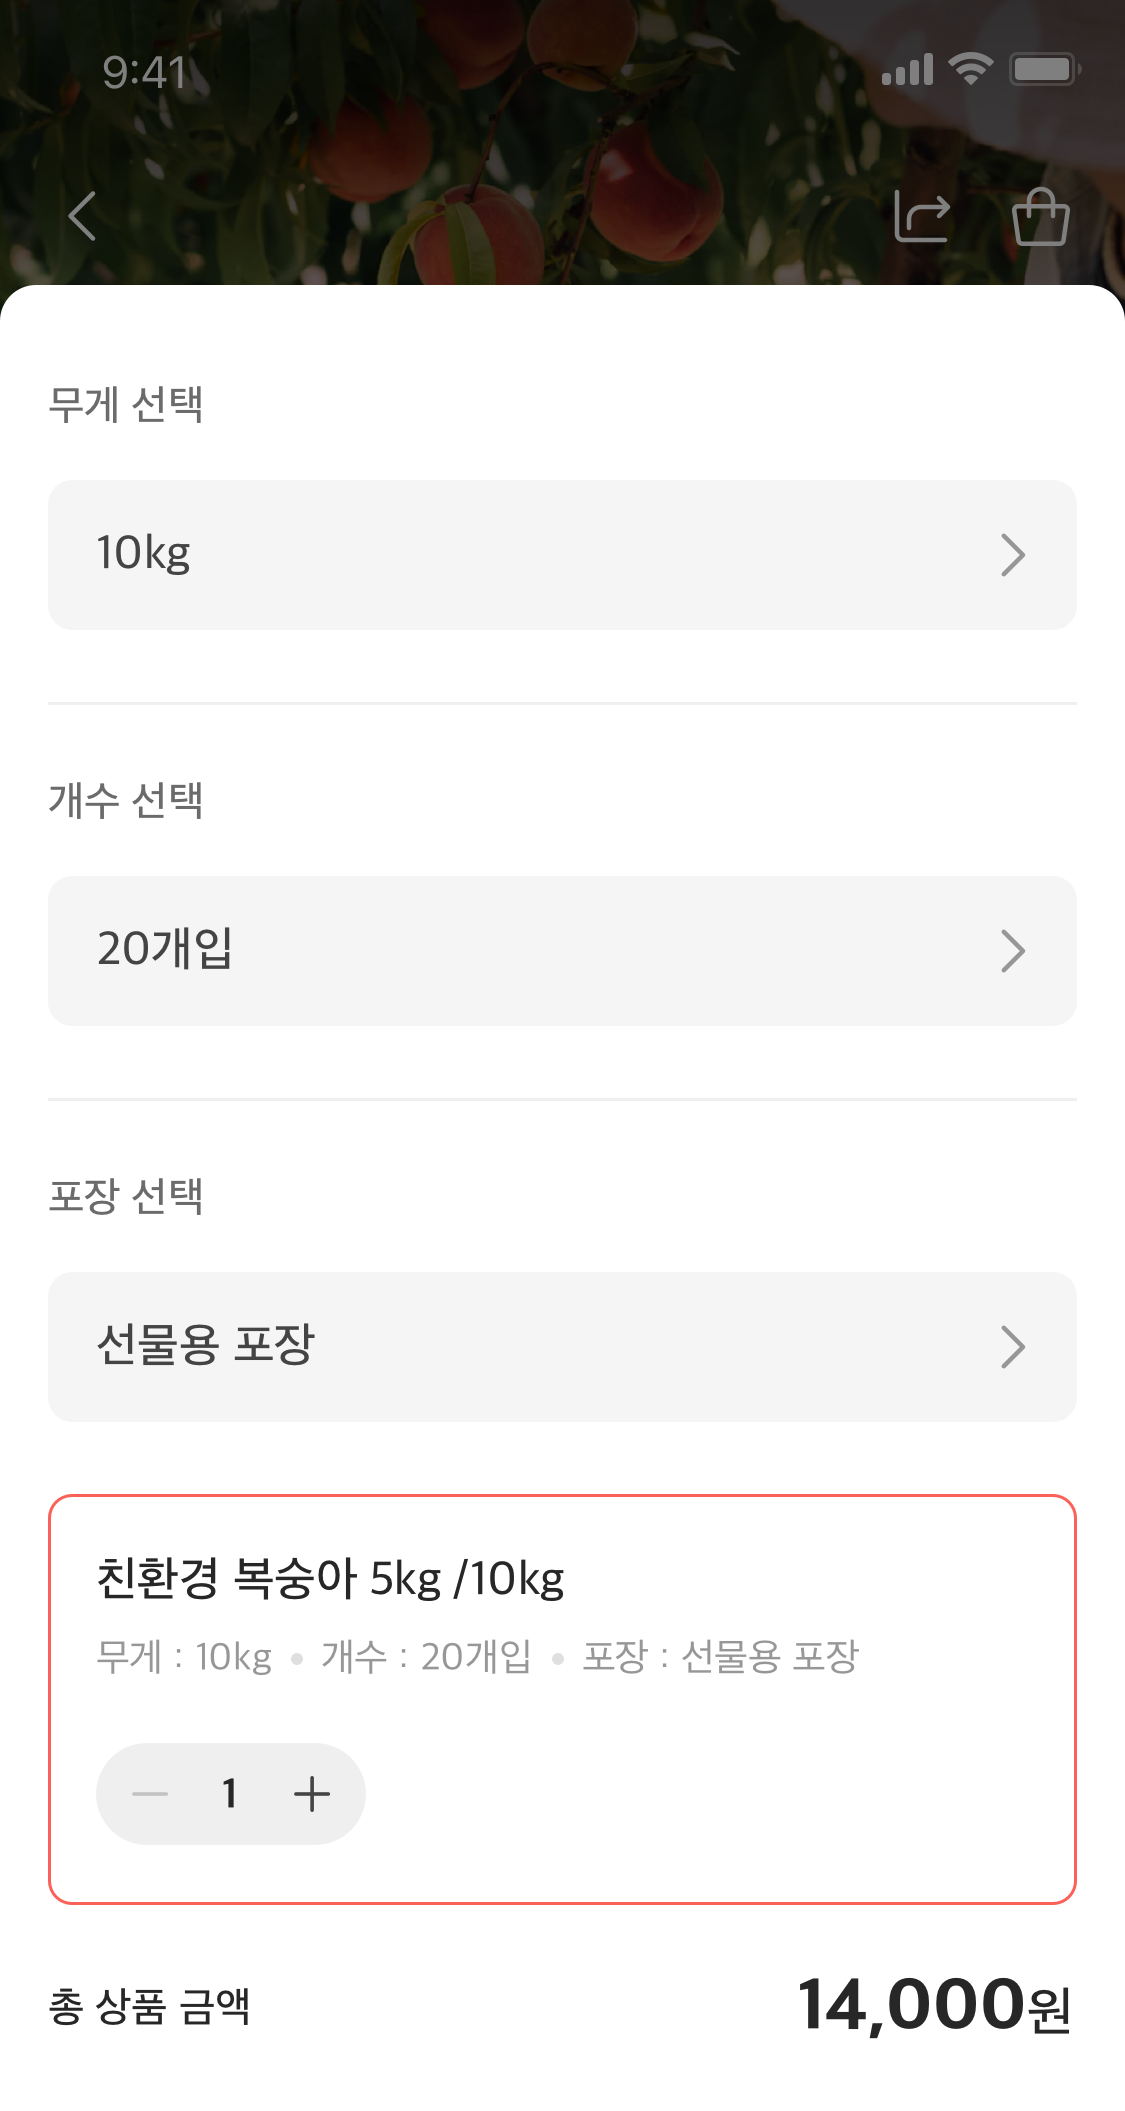 9:41
무게 선택
10kg
개수 선택
20개입
포장 선택
선물용 포장
친환경 복숭아 5kg /10kg
무게 : 10kg • 개수 : 20개입 • 포장 : 선물용 포장
1
총 상품 금액 14,000원